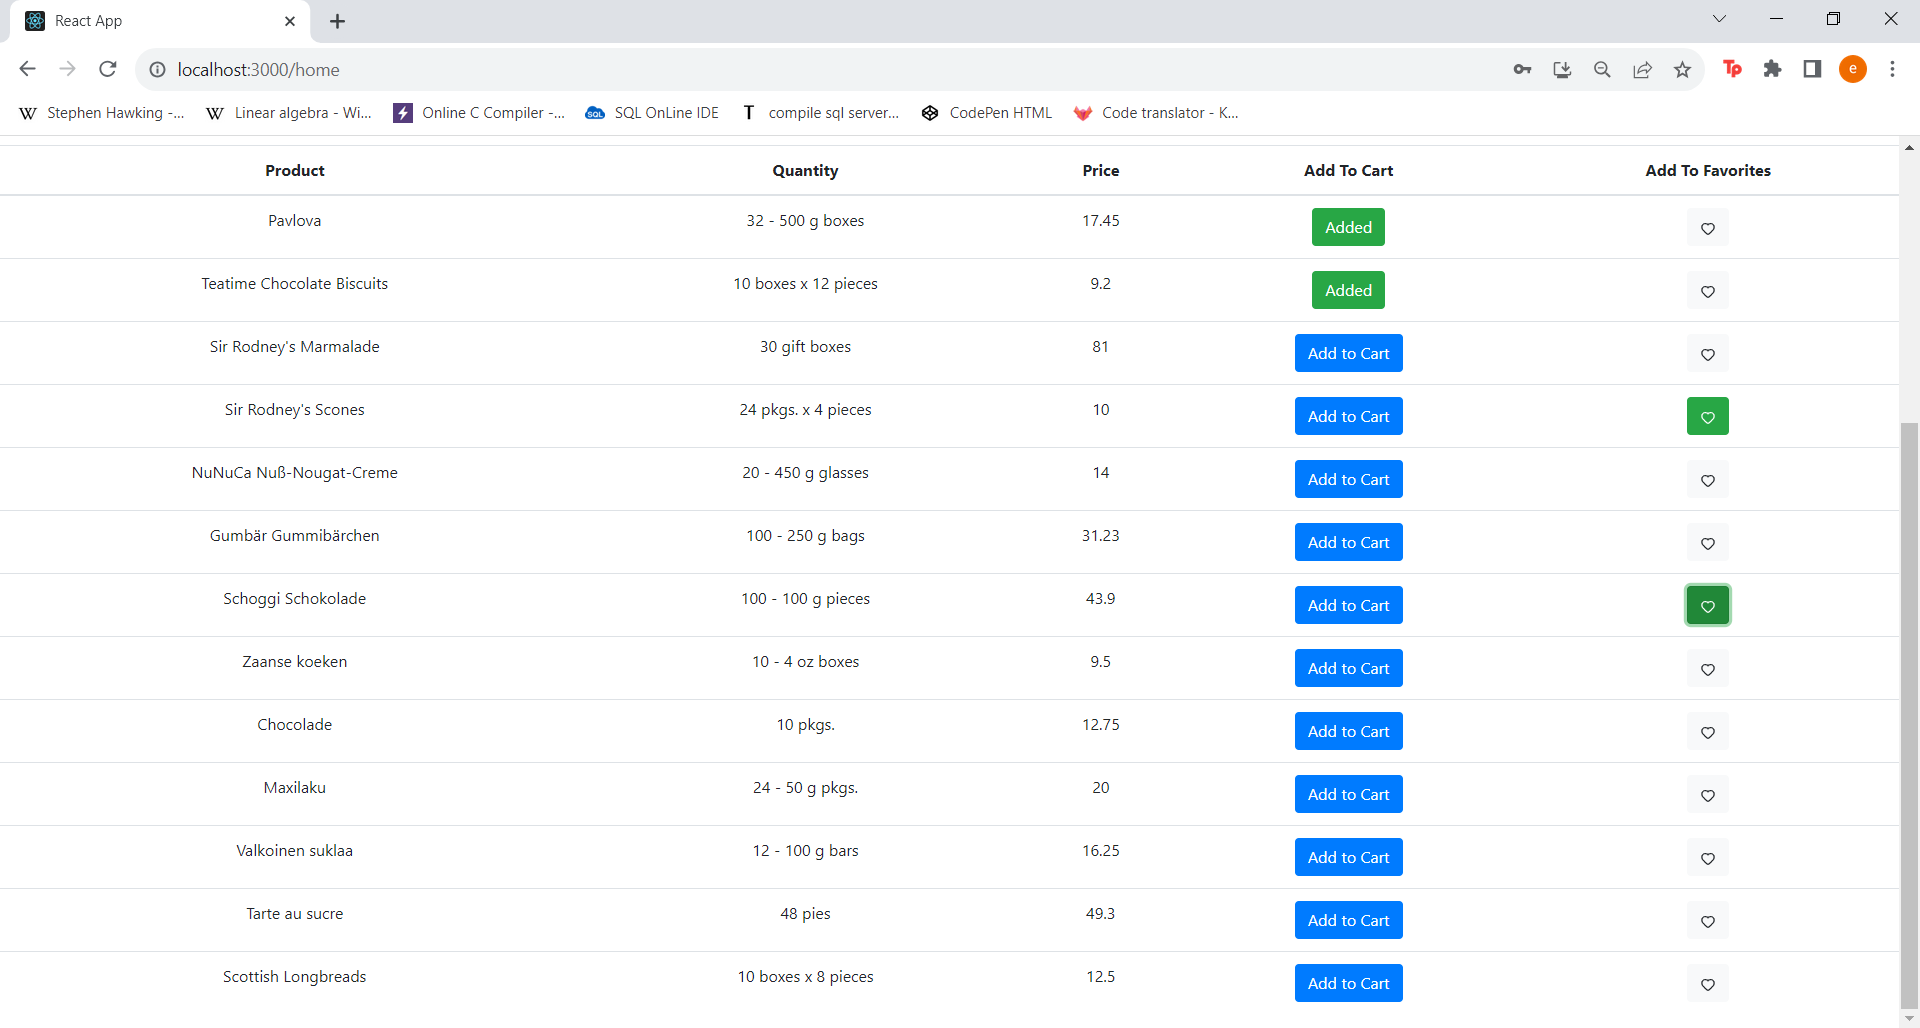 React App
localhost:3000/home
Tp
e
Stephen Hawking -... Linear algebra - Wi... Online C Compiler -... SQL OnLine IDE T compile sql server... CodePen HTML Code translator - K...
Product Quantity Price Add To Cart Add To Favorites
Pavlova 32 - 500 g boxes 17.45 Added
Teatime Chocolate Biscuits 10 boxes x 12 pieces 9.2 Added
Sir Rodney's Marmalade 30 gift boxes 81 Add to Cart
Sir Rodney's Scones 24 pkgs. x 4 pieces 10 Add to Cart
NuNuCa Nuß-Nougat-Creme 20 - 450 g glasses 14 Add to Cart
Gumbär Gummibärchen 100 - 250 g bags 31.23 Add to Cart
Schoggi Schokolade 100 - 100 g pieces 43.9 Add to Cart
Zaanse koeken 10 - 4 oz boxes 9.5 Add to Cart
Chocolade 10 pkgs. 12.75 Add to Cart
Maxilaku 24 - 50 g pkgs. 20 Add to Cart
Valkoinen suklaa 12 - 100 g bars 16.25 Add to Cart
Tarte au sucre 48 pies 49.3 Add to Cart
Scottish Longbreads 10 boxes x 8 pieces 12.5 Add to Cart